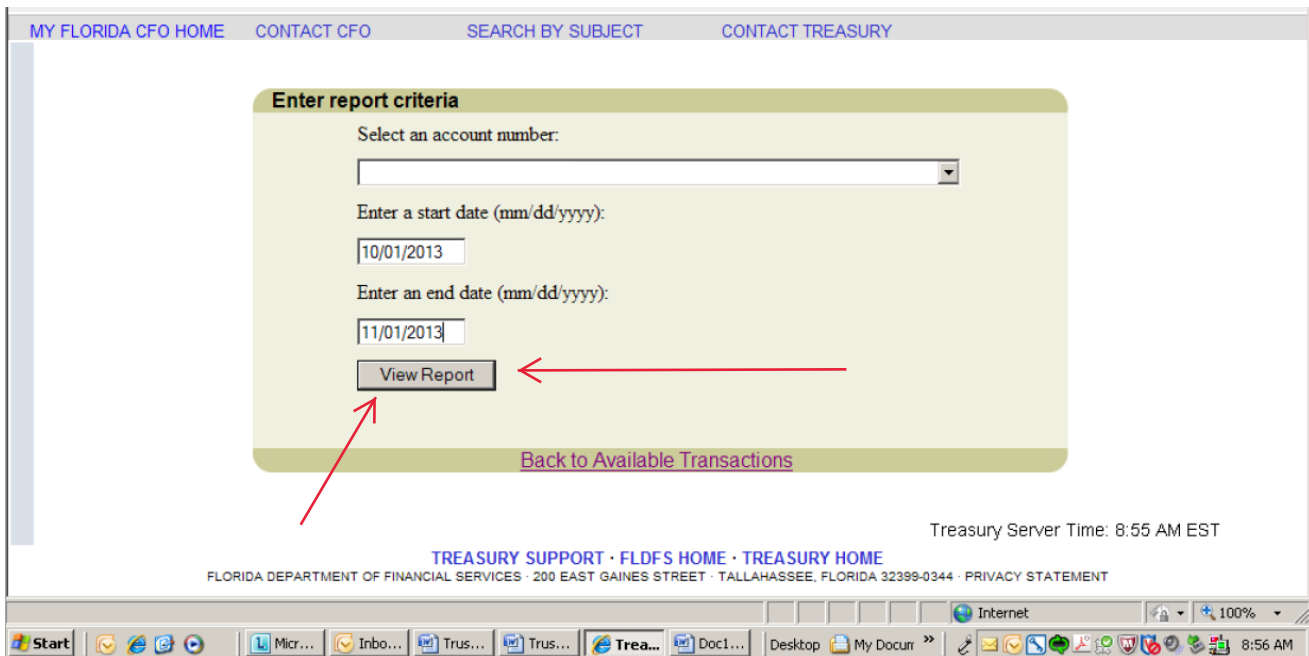 MY FLORIDA CFO HOME CONTACT CFO SEARCH BY SUBJECT CONTACT TREASURY
Enter report criteria
Select an account number:
Enter a start date (mm/dd/yyyy):
10/01/2013
Enter an end date (mm/dd/yyyy):
11/01/2013
View Report
Back to Available Transactions
Treasury Server Time: 8:55 AM EST
TREASURY SUPPORT · FLDFS HOME · TREASURY HOME
FLORIDA DEPARTMENT OF FINANCIAL SERVICES · 200 EAST GAINES STREET · TALLAHASSEE, FLORIDA 32399-0344 · PRIVACY STATEMENT
Internet 100%
Start Micr... Inbo... Trus... Trus... Trea... Doc1... Desktop My Docum » 8:56 AM